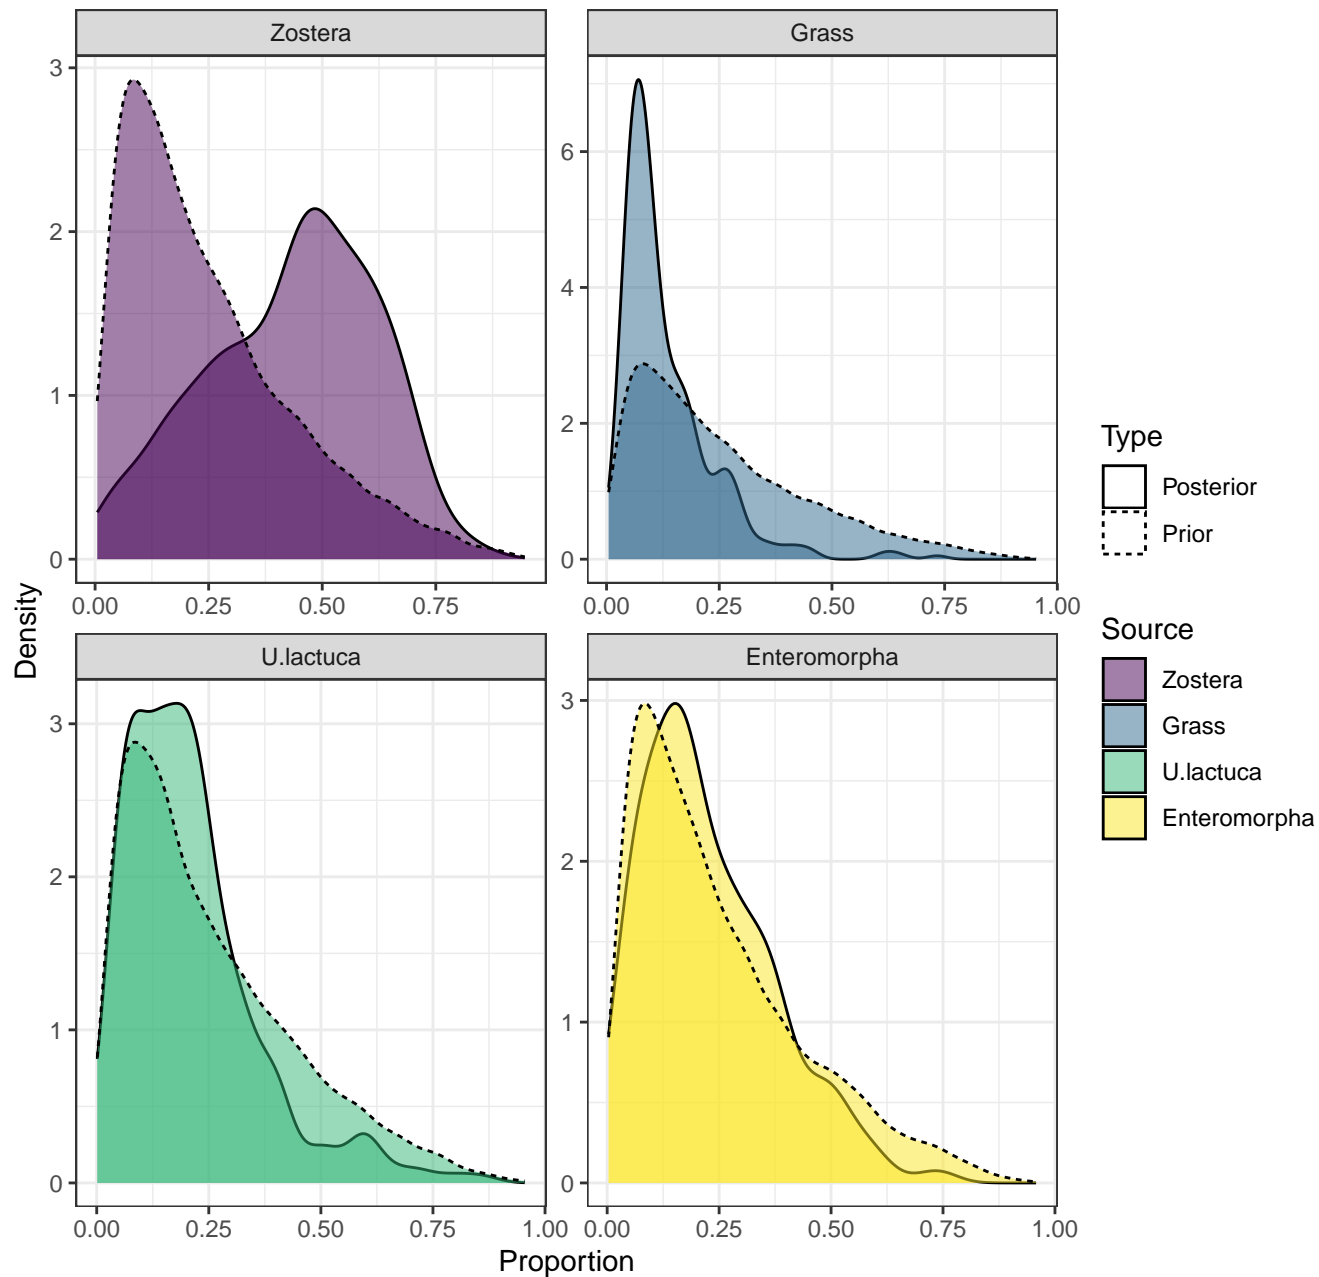 Zostera
Grass
3
2
1
0
6
4
2
0
0.00 0.25 0.50 0.75
0.00 0.25 0.50 0.75 1.00
Density
U.lactuca
Enteromorpha
3
2
1
0
3
2
1
0
0.00 0.25 0.50 0.75 1.00
0.00 0.25 0.50 0.75 1.00
Proportion
Type
Posterior
Prior
Source
Zostera
Grass
U.lactuca
Enteromorpha